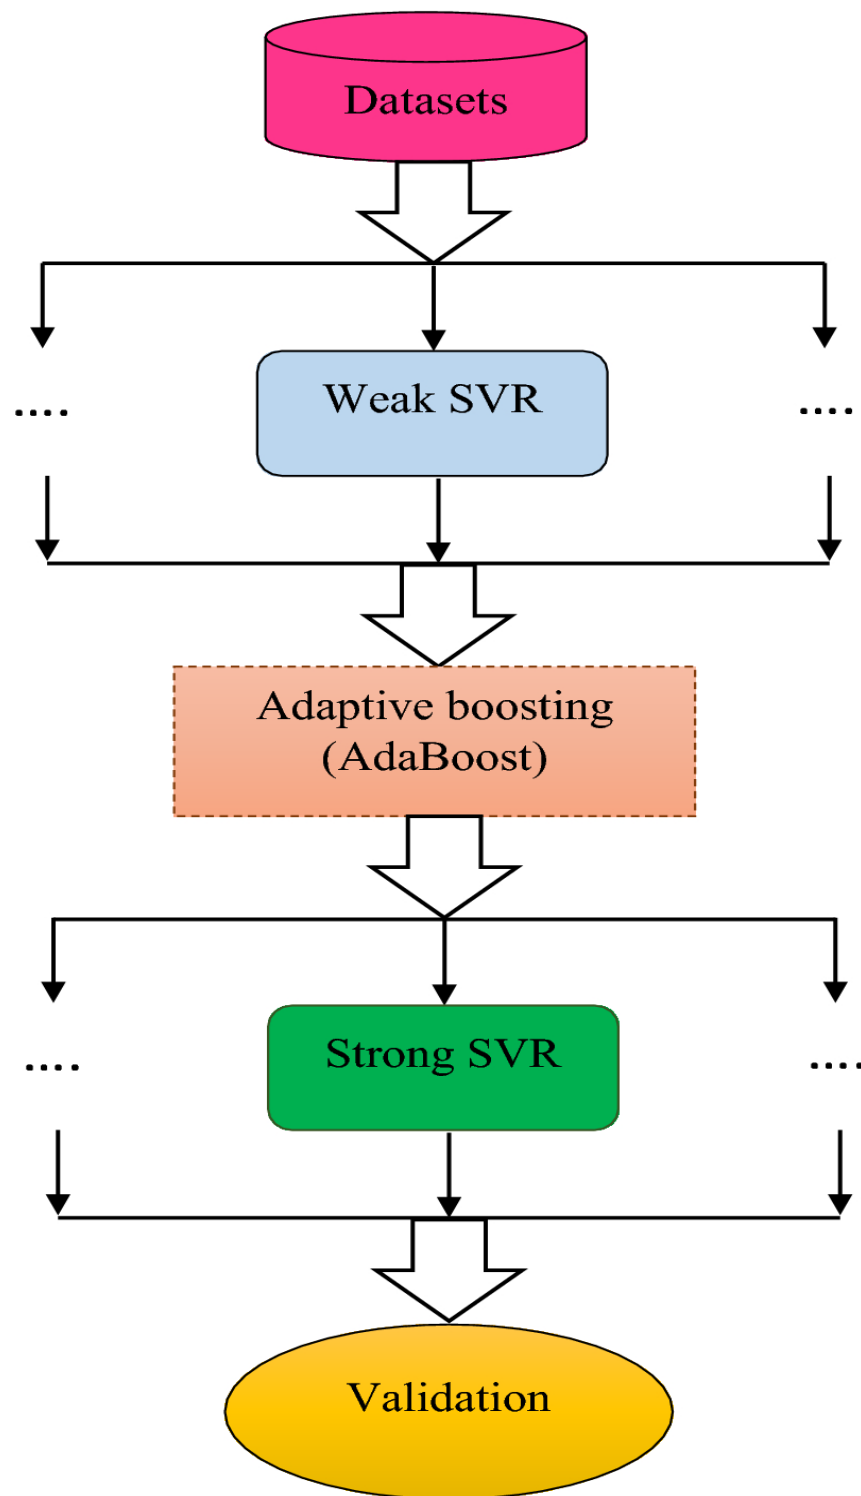 Datasets
Weak SVR
....
....
Adaptive boosting
(AdaBoost)
Strong SVR
....
....
Validation